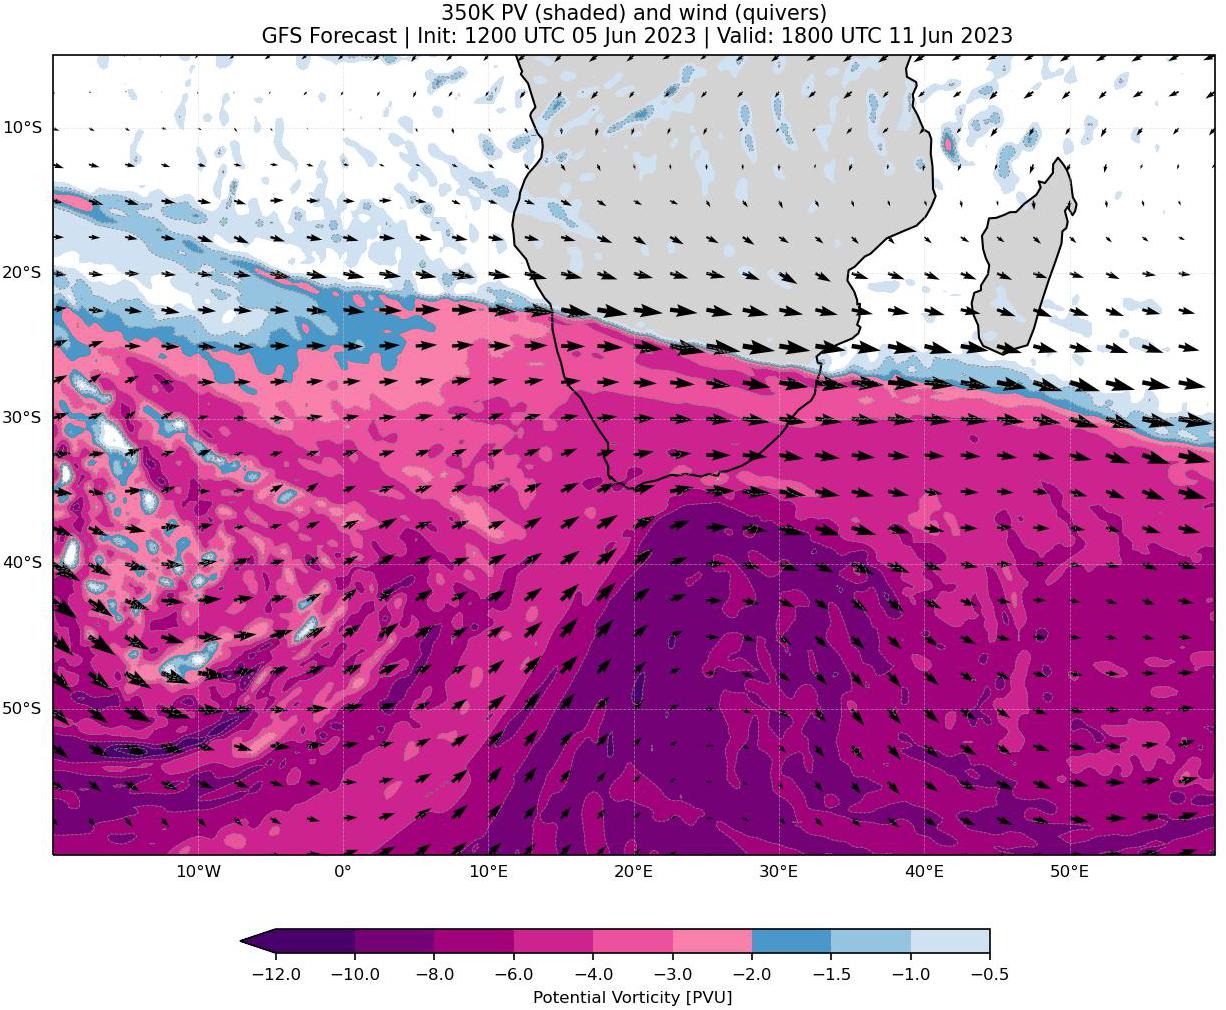 350K PV (shaded) and wind (quivers)
GFS Forecast | Init: 1200 UTC 05 Jun 2023 | Valid: 1800 UTC 11 Jun 2023
10°S
20°S
30°S
40°S
50°S
10°W 0° 10°E 20°E 30°E 40°E 50°E
−12.0 −10.0 −8.0 −6.0 −4.0 −3.0 −2.0 −1.5 −1.0 −0.5
Potential Vorticity [PVU]